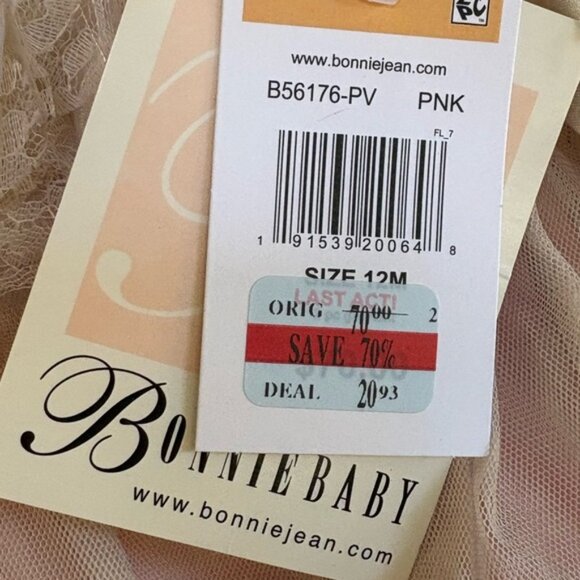 www.bonniejean.com
B56176-PV PNK
FL_7
1 91539 20064 8
SIZE 12M
LAST ACT!
ORIG 70 00 2
SAVE 70%
DEAL 20 93
BONNIE BABY
www.bonniejean.com